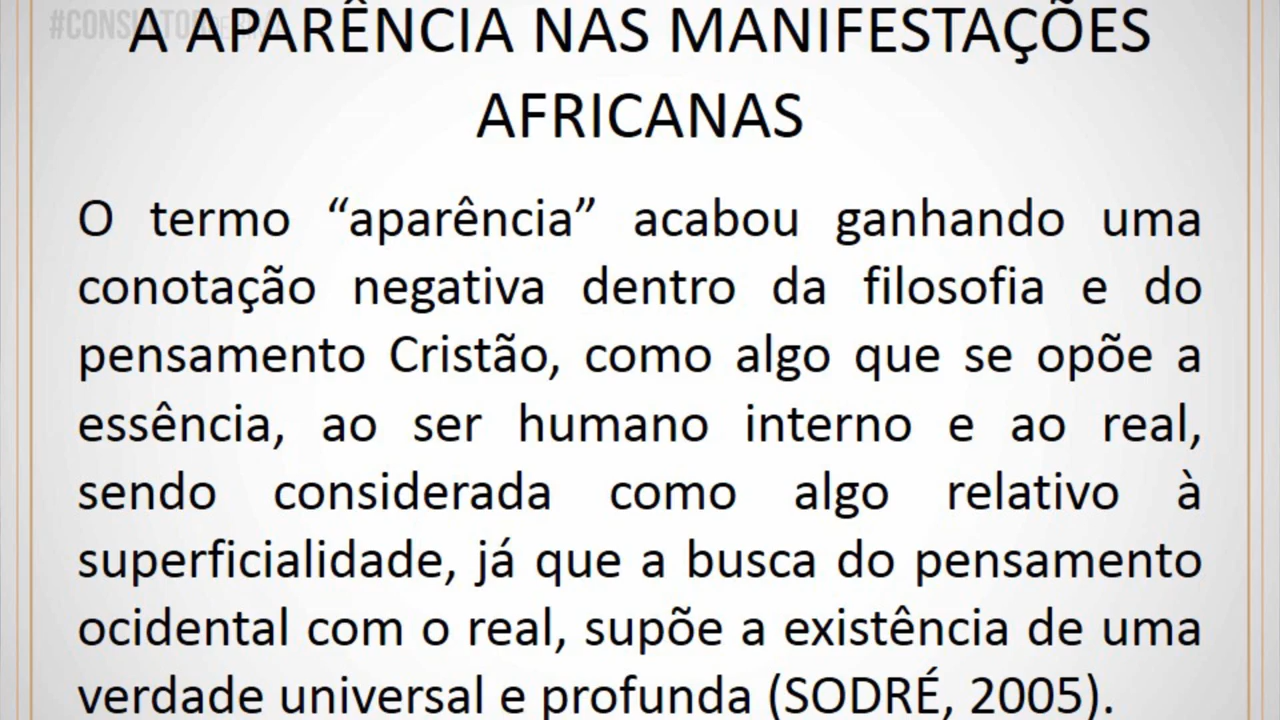 A APARÊNCIA NAS MANIFESTAÇÕES
AFRICANAS
O termo “aparência” acabou ganhando uma
conotação negativa dentro da filosofia e do
pensamento Cristão, como algo que se opõe a
essência, ao ser humano interno e ao real,
sendo considerada como algo relativo à
superficialidade, já que a busca do pensamento
ocidental com o real, supõe a existência de uma
verdade universal e profunda (SODRÉ, 2005).